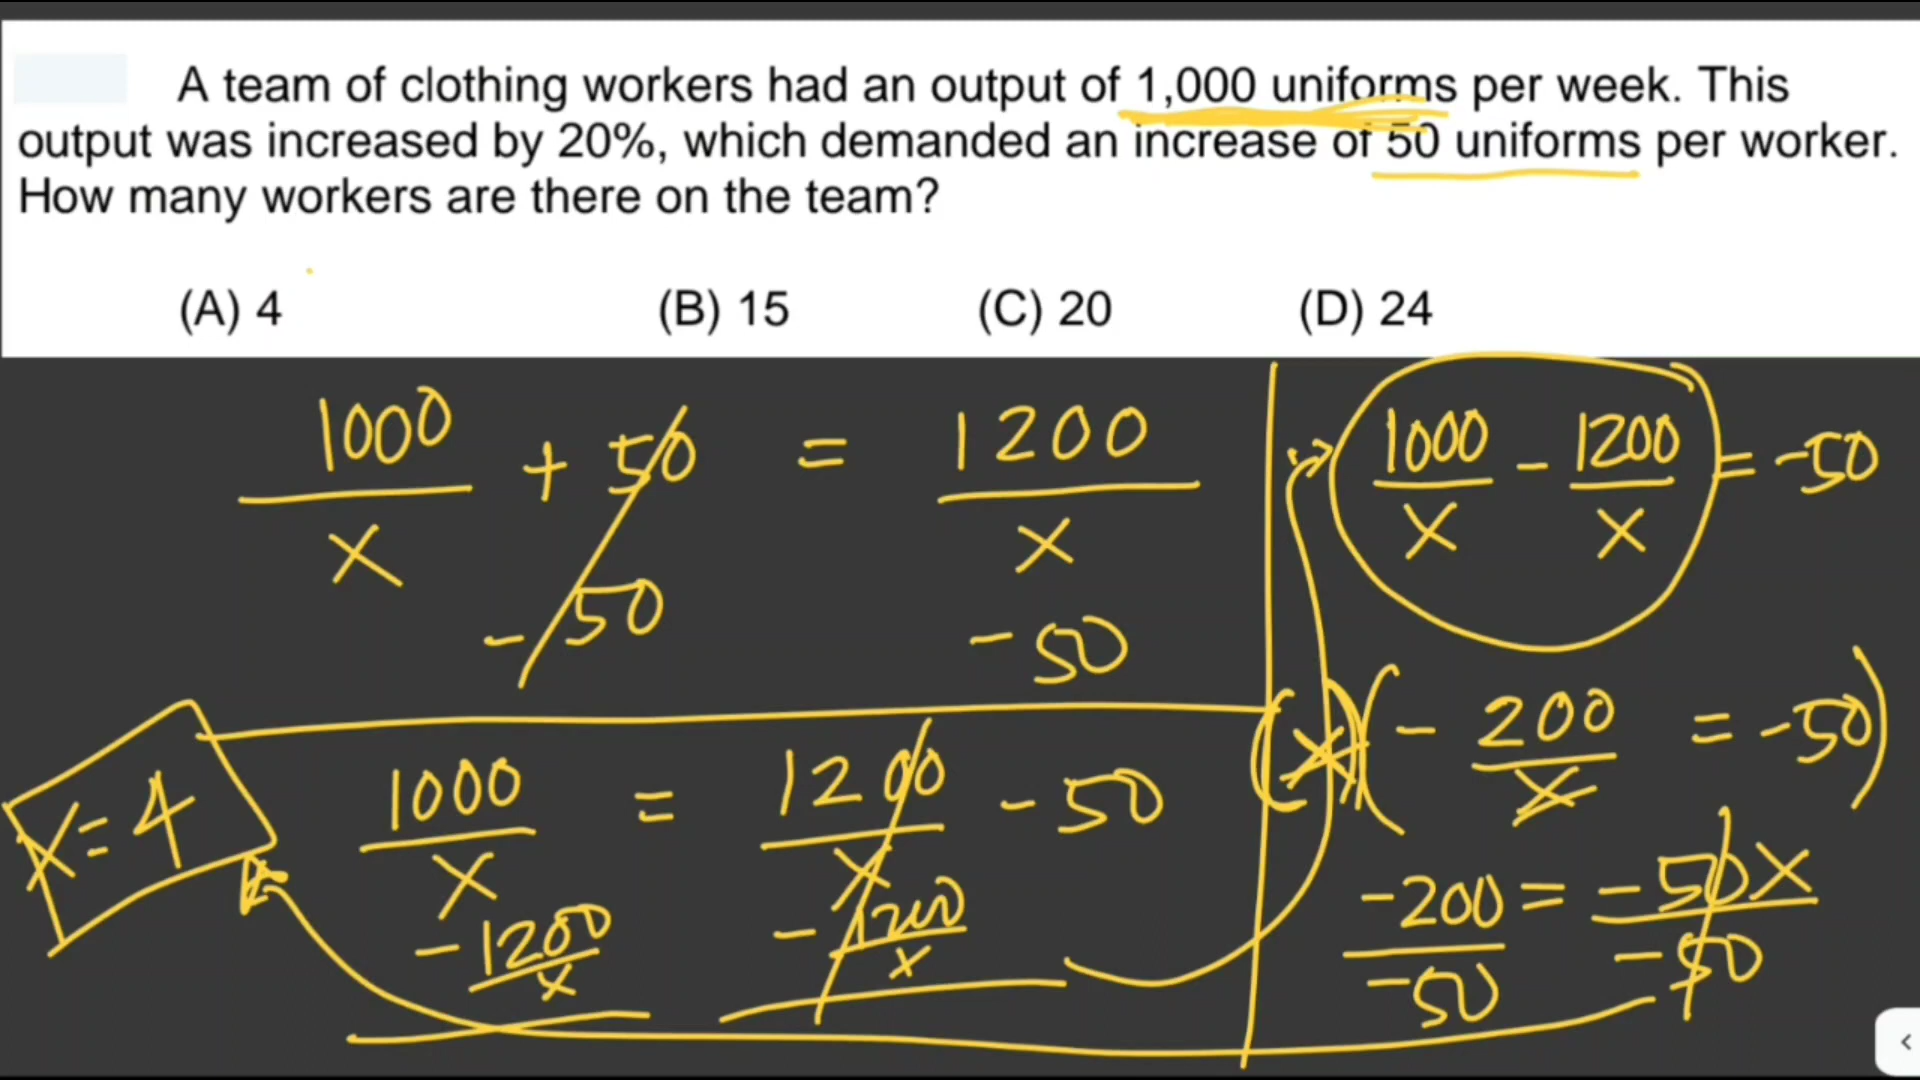 A team of clothing workers had an output of 1,000 uniforms per week. This
output was increased by 20%, which demanded an increase of 50 uniforms per worker.
How many workers are there on the team?
(A) 4 (B) 15 (C) 20 (D) 24
1000/x + 50 = 1200/x
- 50 - 50
1000/x = 1200/x - 50
- 1200/x - 1200/x
x = 4
1000/x - 1200/x = -50
(x)(- 200/x = -50)
-200/-50 = -50x/-50
<